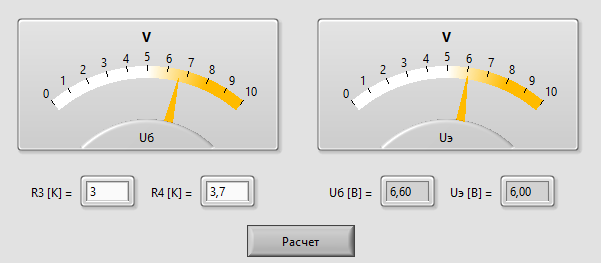 V
0 1 2 3 4 5 6 7 8 9 10
Uб
V
0 1 2 3 4 5 6 7 8 9 10
Uэ
R3 [К] = 3 R4 [К] = 3,7 Uб [В] = 6,60 Uэ [В] = 6,00
Расчет